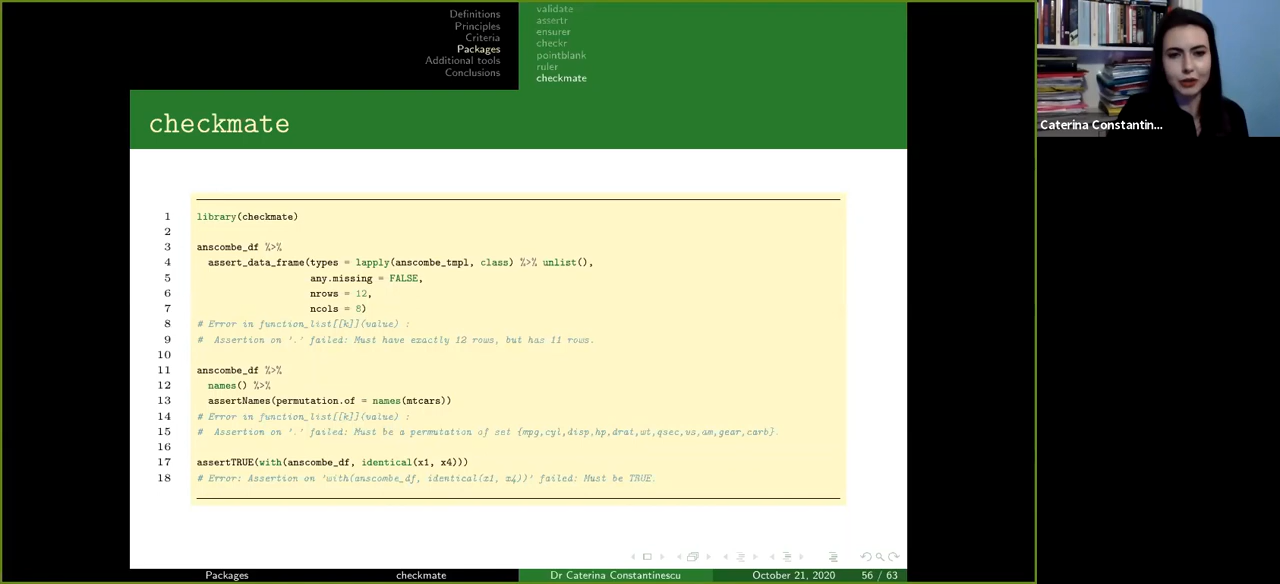 Definitions
Principles
Criteria
Packages
Additional tools
Conclusions
validate
assertr
ensurer
checkr
pointblank
ruler
checkmate
Caterina Constantin...
checkmate
1 library(checkmate)
2
3 anscombe_df %>%
4 assert_data_frame(types = lapply(anscombe_tmpl, class) %>% unlist(),
5 any.missing = FALSE,
6 nrows = 12,
7 ncols = 8)
8 # Error in function_list[[k]](value) :
9 # Assertion on '.' failed: Must have exactly 12 rows, but has 11 rows.
10
11 anscombe_df %>%
12 names() %>%
13 assertNames(permutation.of = names(mtcars))
14 # Error in function_list[[k]](value) :
15 # Assertion on '.' failed: Must be a permutation of set {mpg,cyl,disp,hp,drat,wt,qsec,vs,am,gear,carb}.
16
17 assertTRUE(with(anscombe_df, identical(x1, x4)))
18 # Error: Assertion on 'with(anscombe_df, identical(x1, x4))' failed: Must be TRUE.
Packages checkmate Dr Caterina Constantinescu October 21, 2020 56 / 63